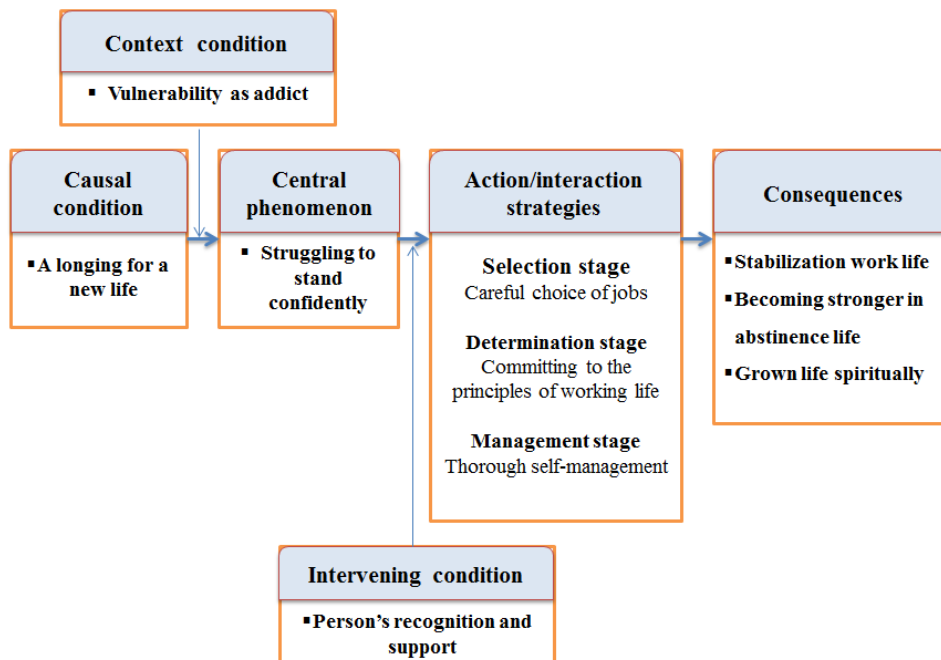 Context condition
▪ Vulnerability as addict
Causal
condition
▪ A longing for a
new life
Central
phenomenon
▪ Struggling to
stand
confidently
Action/interaction
strategies
Selection stage
Careful choice of jobs
Determination stage
Committing to the
principles of working life
Management stage
Thorough self-management
Consequences
▪ Stabilization work life
▪ Becoming stronger in
abstinence life
▪ Grown life spiritually
Intervening condition
▪ Person's recognition and
support